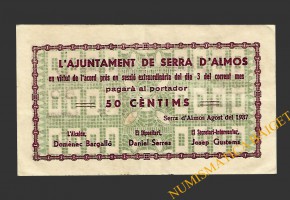 L'AJUNTAMENT DE SERRA D'ALMOS
en virtut de l'acord près en sessió extraordinària del dia 3 del corrent mes
pagarà al portador
50 CÈNTIMS
Serra d'Almos Agost del 1937
L'Alcalde, El Dipositari, El Secretari-Interventor,
Domènec Bargalló Daniel Serres Josep Gustems